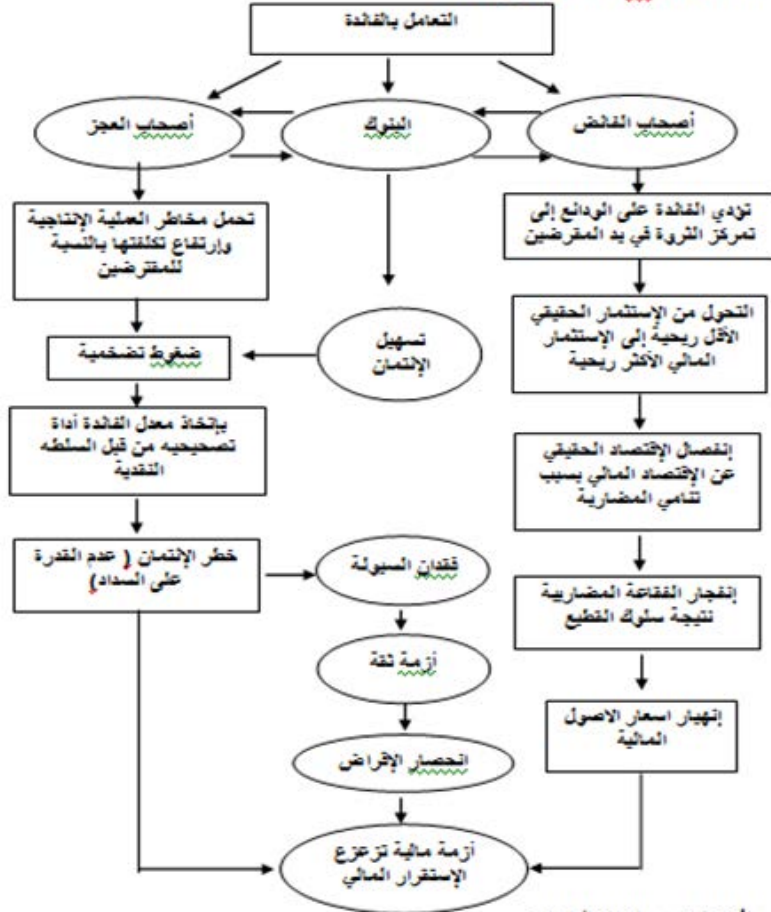 التعامل بالفائدة
أصحاب الفائض
البنوك
أصحاب العجز
تؤدي الفائدة على الودائع إلى
تمركز الثروة في يد المقرضين
تحمل مخاطر العملية الإنتاجية
وإرتفاع تكلفتها بالنسبة
للمقترضين
التحول من الإستثمار الحقيقي
الأقل ربحية إلى الإستثمار
المالي الأكثر ربحية
تسهيل
الإئتمان
ضغوط تضخمية
بإتخاذ معدل الفائدة أداة
تصحيحيه من قبل السلطه
النقدية
إنفصال الإقتصاد الحقيقي
عن الإقتصاد المالي بسبب
تنامي المضاربة
خطر الإئتمان ( عدم القدرة
على السداد)
فقدان السيولة
إنفجار الفقاعة المضاربية
نتيجة سلوك القطيع
أزمة ثقة
إنهيار اسعار الاصول
المالية
انحصار الإقراض
أزمة مالية تزعزع
الإستقرار المالي